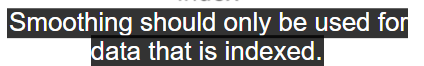 Smoothing should only be used for
data that is indexed.